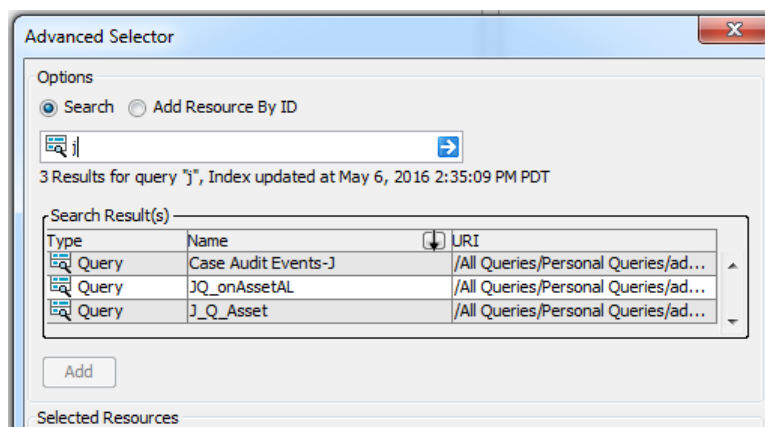 Advanced Selector
Options
Search Add Resource By ID
j
3 Results for query "j", Index updated at May 6, 2016 2:35:09 PM PDT
Search Result(s)
Type Name URI
Query Case Audit Events-J /All Queries/Personal Queries/ad...
Query JQ_onAssetAL /All Queries/Personal Queries/ad...
Query J_Q_Asset /All Queries/Personal Queries/ad...
Add
Selected Resources